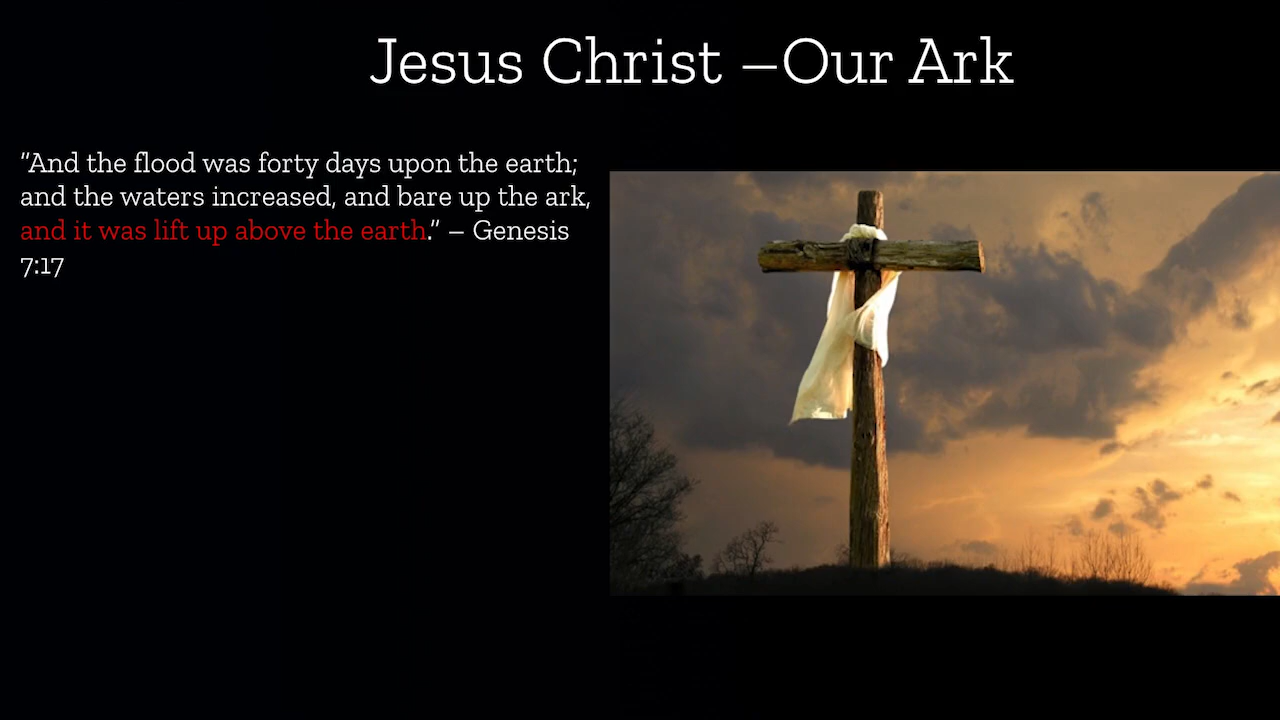 Jesus Christ –Our Ark
“And the flood was forty days upon the earth;
and the waters increased, and bare up the ark,
and it was lift up above the earth.” – Genesis
7:17